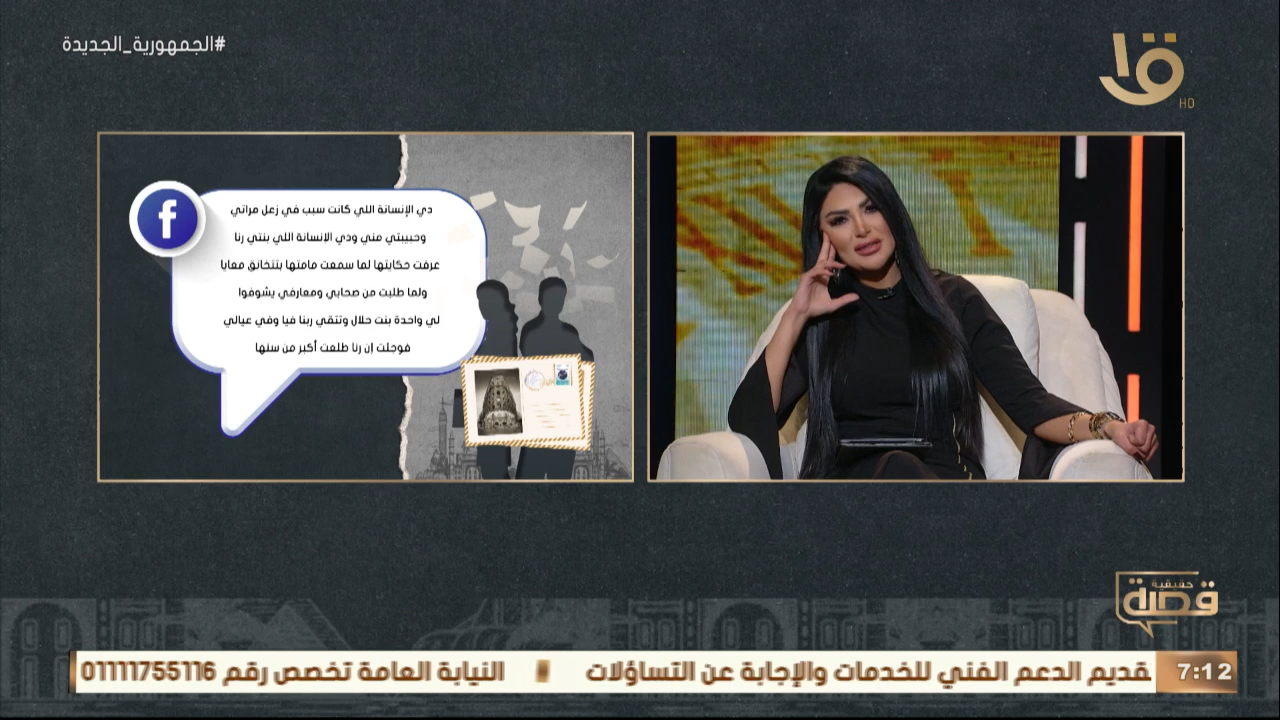 #الجمهورية_الجديدة
HD
f
دي الإنسانة اللي كانت سبب في زعل مراتي
وحبيبتي مني ودي الانسانة اللي بنتي رنا
عرفت حكايتها لما سمعت مامتها بتتخانق معايا
ولما طلبت من صحابي ومعارفي يشوفوا
لي واحدة بنت حلال وتتقي ربنا فيا وفي عيالي
فوجئت إن رنا طلعت أكبر من سنها
قصة حقيقية
7:12 قديم الدعم الفني للخدمات والإجابة عن التساؤلات النيابة العامة تخصص رقم 01111755116